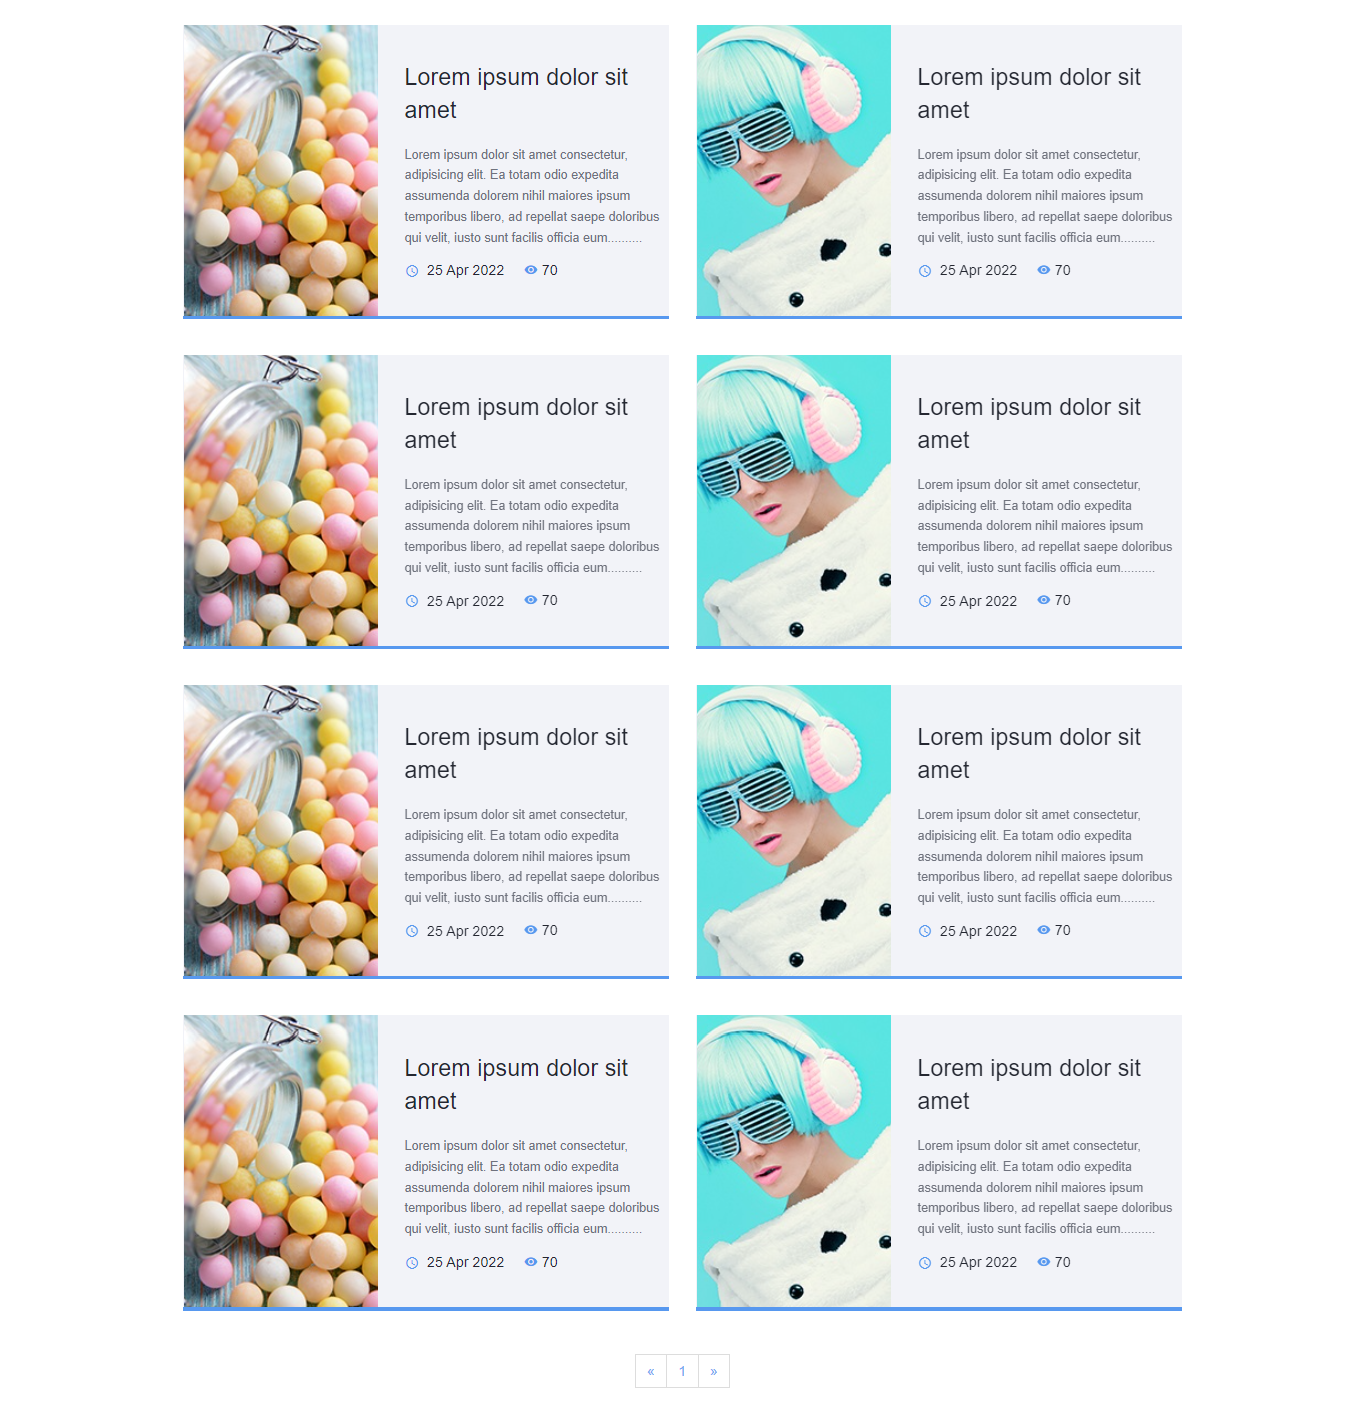 Lorem ipsum dolor sit
amet
Lorem ipsum dolor sit amet consectetur,
adipisicing elit. Ea totam odio expedita
assumenda dolorem nihil maiores ipsum
temporibus libero, ad repellat saepe doloribus
qui velit, iusto sunt facilis officia eum..........
25 Apr 2022 70
Lorem ipsum dolor sit
amet
Lorem ipsum dolor sit amet consectetur,
adipisicing elit. Ea totam odio expedita
assumenda dolorem nihil maiores ipsum
temporibus libero, ad repellat saepe doloribus
qui velit, iusto sunt facilis officia eum..........
25 Apr 2022 70
Lorem ipsum dolor sit
amet
Lorem ipsum dolor sit amet consectetur,
adipisicing elit. Ea totam odio expedita
assumenda dolorem nihil maiores ipsum
temporibus libero, ad repellat saepe doloribus
qui velit, iusto sunt facilis officia eum..........
25 Apr 2022 70
Lorem ipsum dolor sit
amet
Lorem ipsum dolor sit amet consectetur,
adipisicing elit. Ea totam odio expedita
assumenda dolorem nihil maiores ipsum
temporibus libero, ad repellat saepe doloribus
qui velit, iusto sunt facilis officia eum..........
25 Apr 2022 70
Lorem ipsum dolor sit
amet
Lorem ipsum dolor sit amet consectetur,
adipisicing elit. Ea totam odio expedita
assumenda dolorem nihil maiores ipsum
temporibus libero, ad repellat saepe doloribus
qui velit, iusto sunt facilis officia eum..........
25 Apr 2022 70
Lorem ipsum dolor sit
amet
Lorem ipsum dolor sit amet consectetur,
adipisicing elit. Ea totam odio expedita
assumenda dolorem nihil maiores ipsum
temporibus libero, ad repellat saepe doloribus
qui velit, iusto sunt facilis officia eum..........
25 Apr 2022 70
Lorem ipsum dolor sit
amet
Lorem ipsum dolor sit amet consectetur,
adipisicing elit. Ea totam odio expedita
assumenda dolorem nihil maiores ipsum
temporibus libero, ad repellat saepe doloribus
qui velit, iusto sunt facilis officia eum..........
25 Apr 2022 70
Lorem ipsum dolor sit
amet
Lorem ipsum dolor sit amet consectetur,
adipisicing elit. Ea totam odio expedita
assumenda dolorem nihil maiores ipsum
temporibus libero, ad repellat saepe doloribus
qui velit, iusto sunt facilis officia eum..........
25 Apr 2022 70
« 1 »